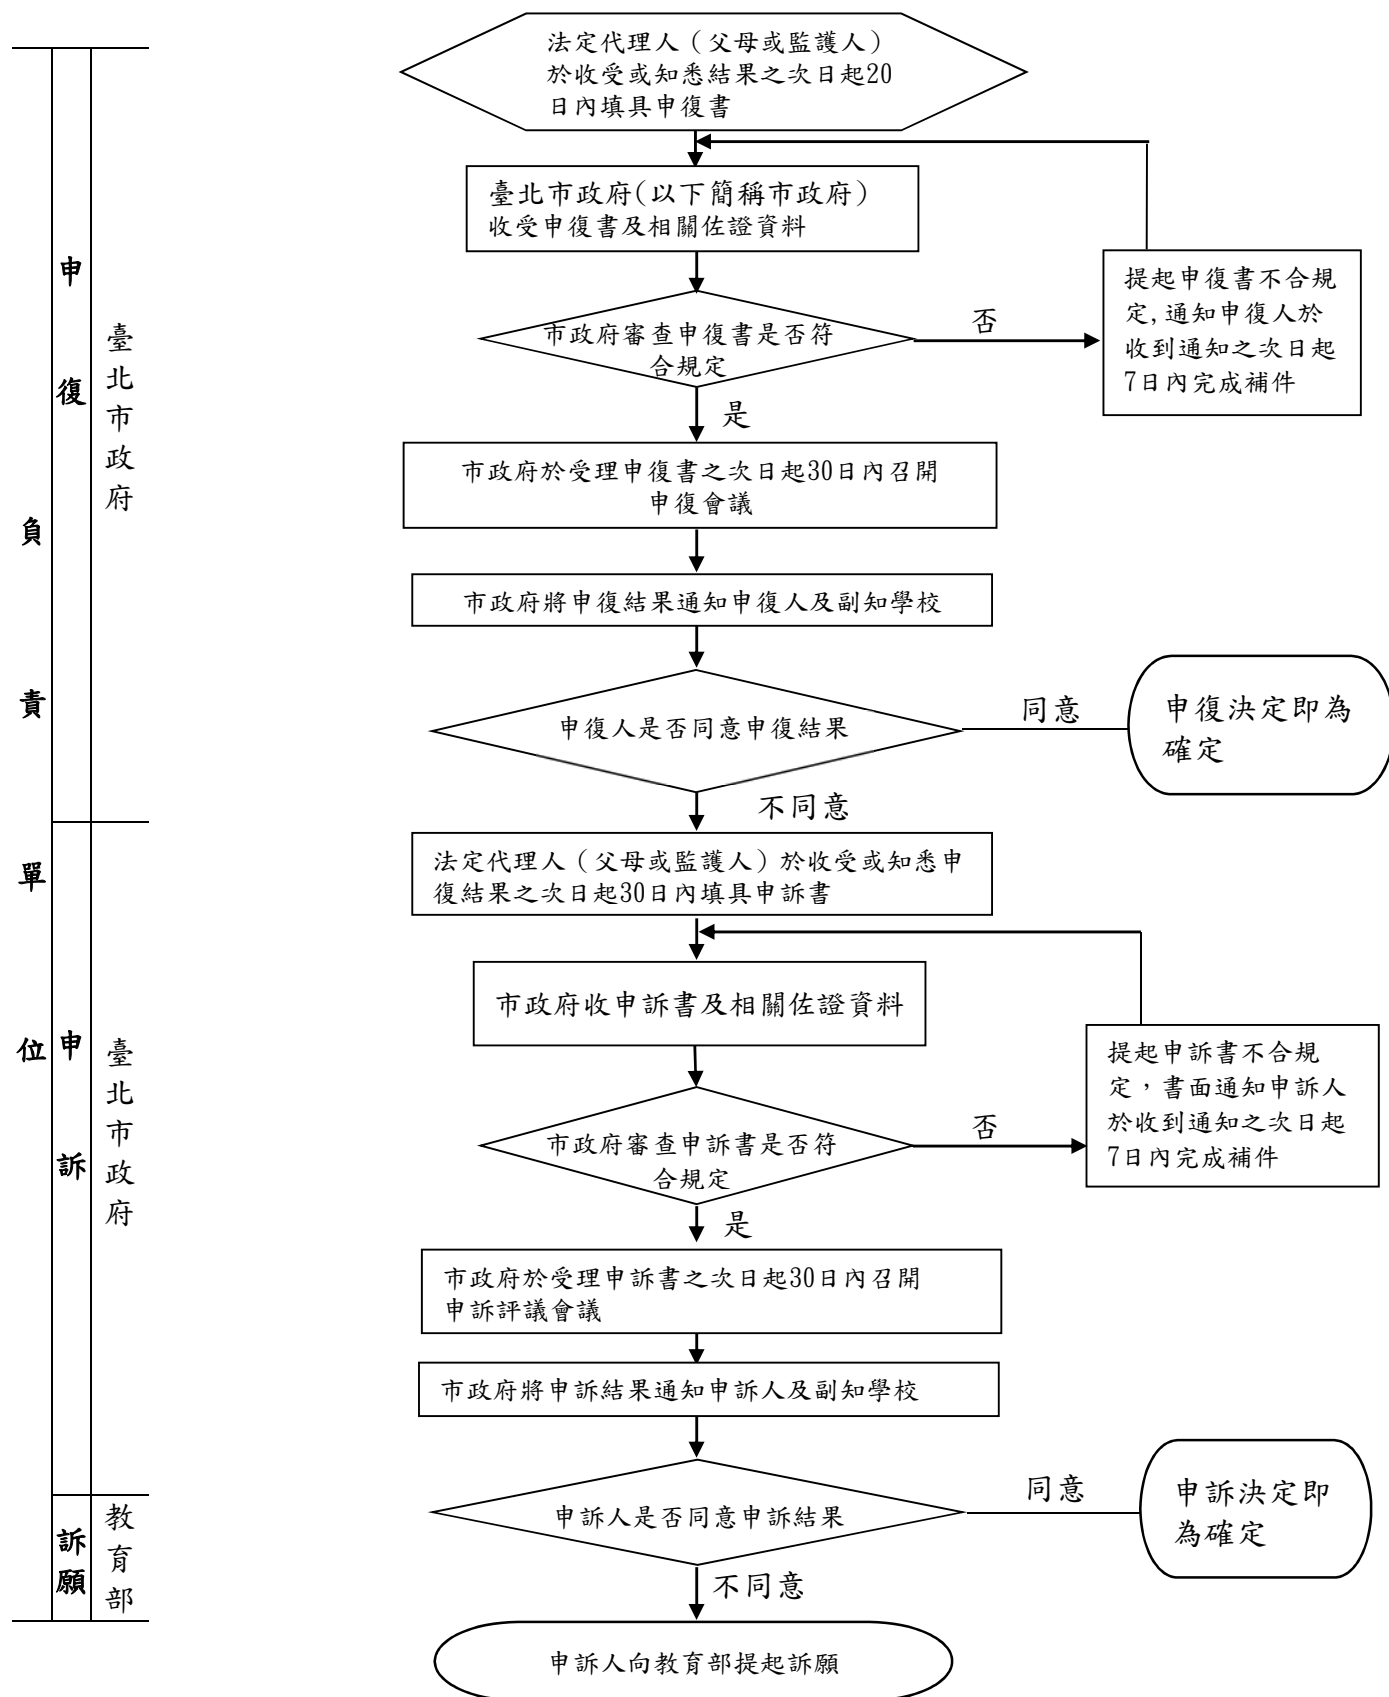 法定代理人（父母或監護人）
於收受或知悉結果之次日起20
日內填具申復書
臺北市政府(以下簡稱市政府)
收受申復書及相關佐證資料
提起申復書不合規
定,通知申復人於
收到通知之次日起
7日內完成補件
市政府審查申復書是否符
合規定
否
是
市政府於受理申復書之次日起30日內召開
申復會議
市政府將申復結果通知申復人及副知學校
申復人是否同意申復結果
同意
申復決定即為
確定
不同意
法定代理人（父母或監護人）於收受或知悉申
復結果之次日起30日內填具申訴書
市政府收申訴書及相關佐證資料
提起申訴書不合規
定，書面通知申訴人
於收到通知之次日起
7日內完成補件
市政府審查申訴書是否符
合規定
否
是
市政府於受理申訴書之次日起30日內召開
申訴評議會議
市政府將申訴結果通知申訴人及副知學校
申訴人是否同意申訴結果
同意
申訴決定即
為確定
不同意
申訴人向教育部提起訴願
負責單位
申復
臺北市政府
申訴
臺北市政府
訴願
教育部